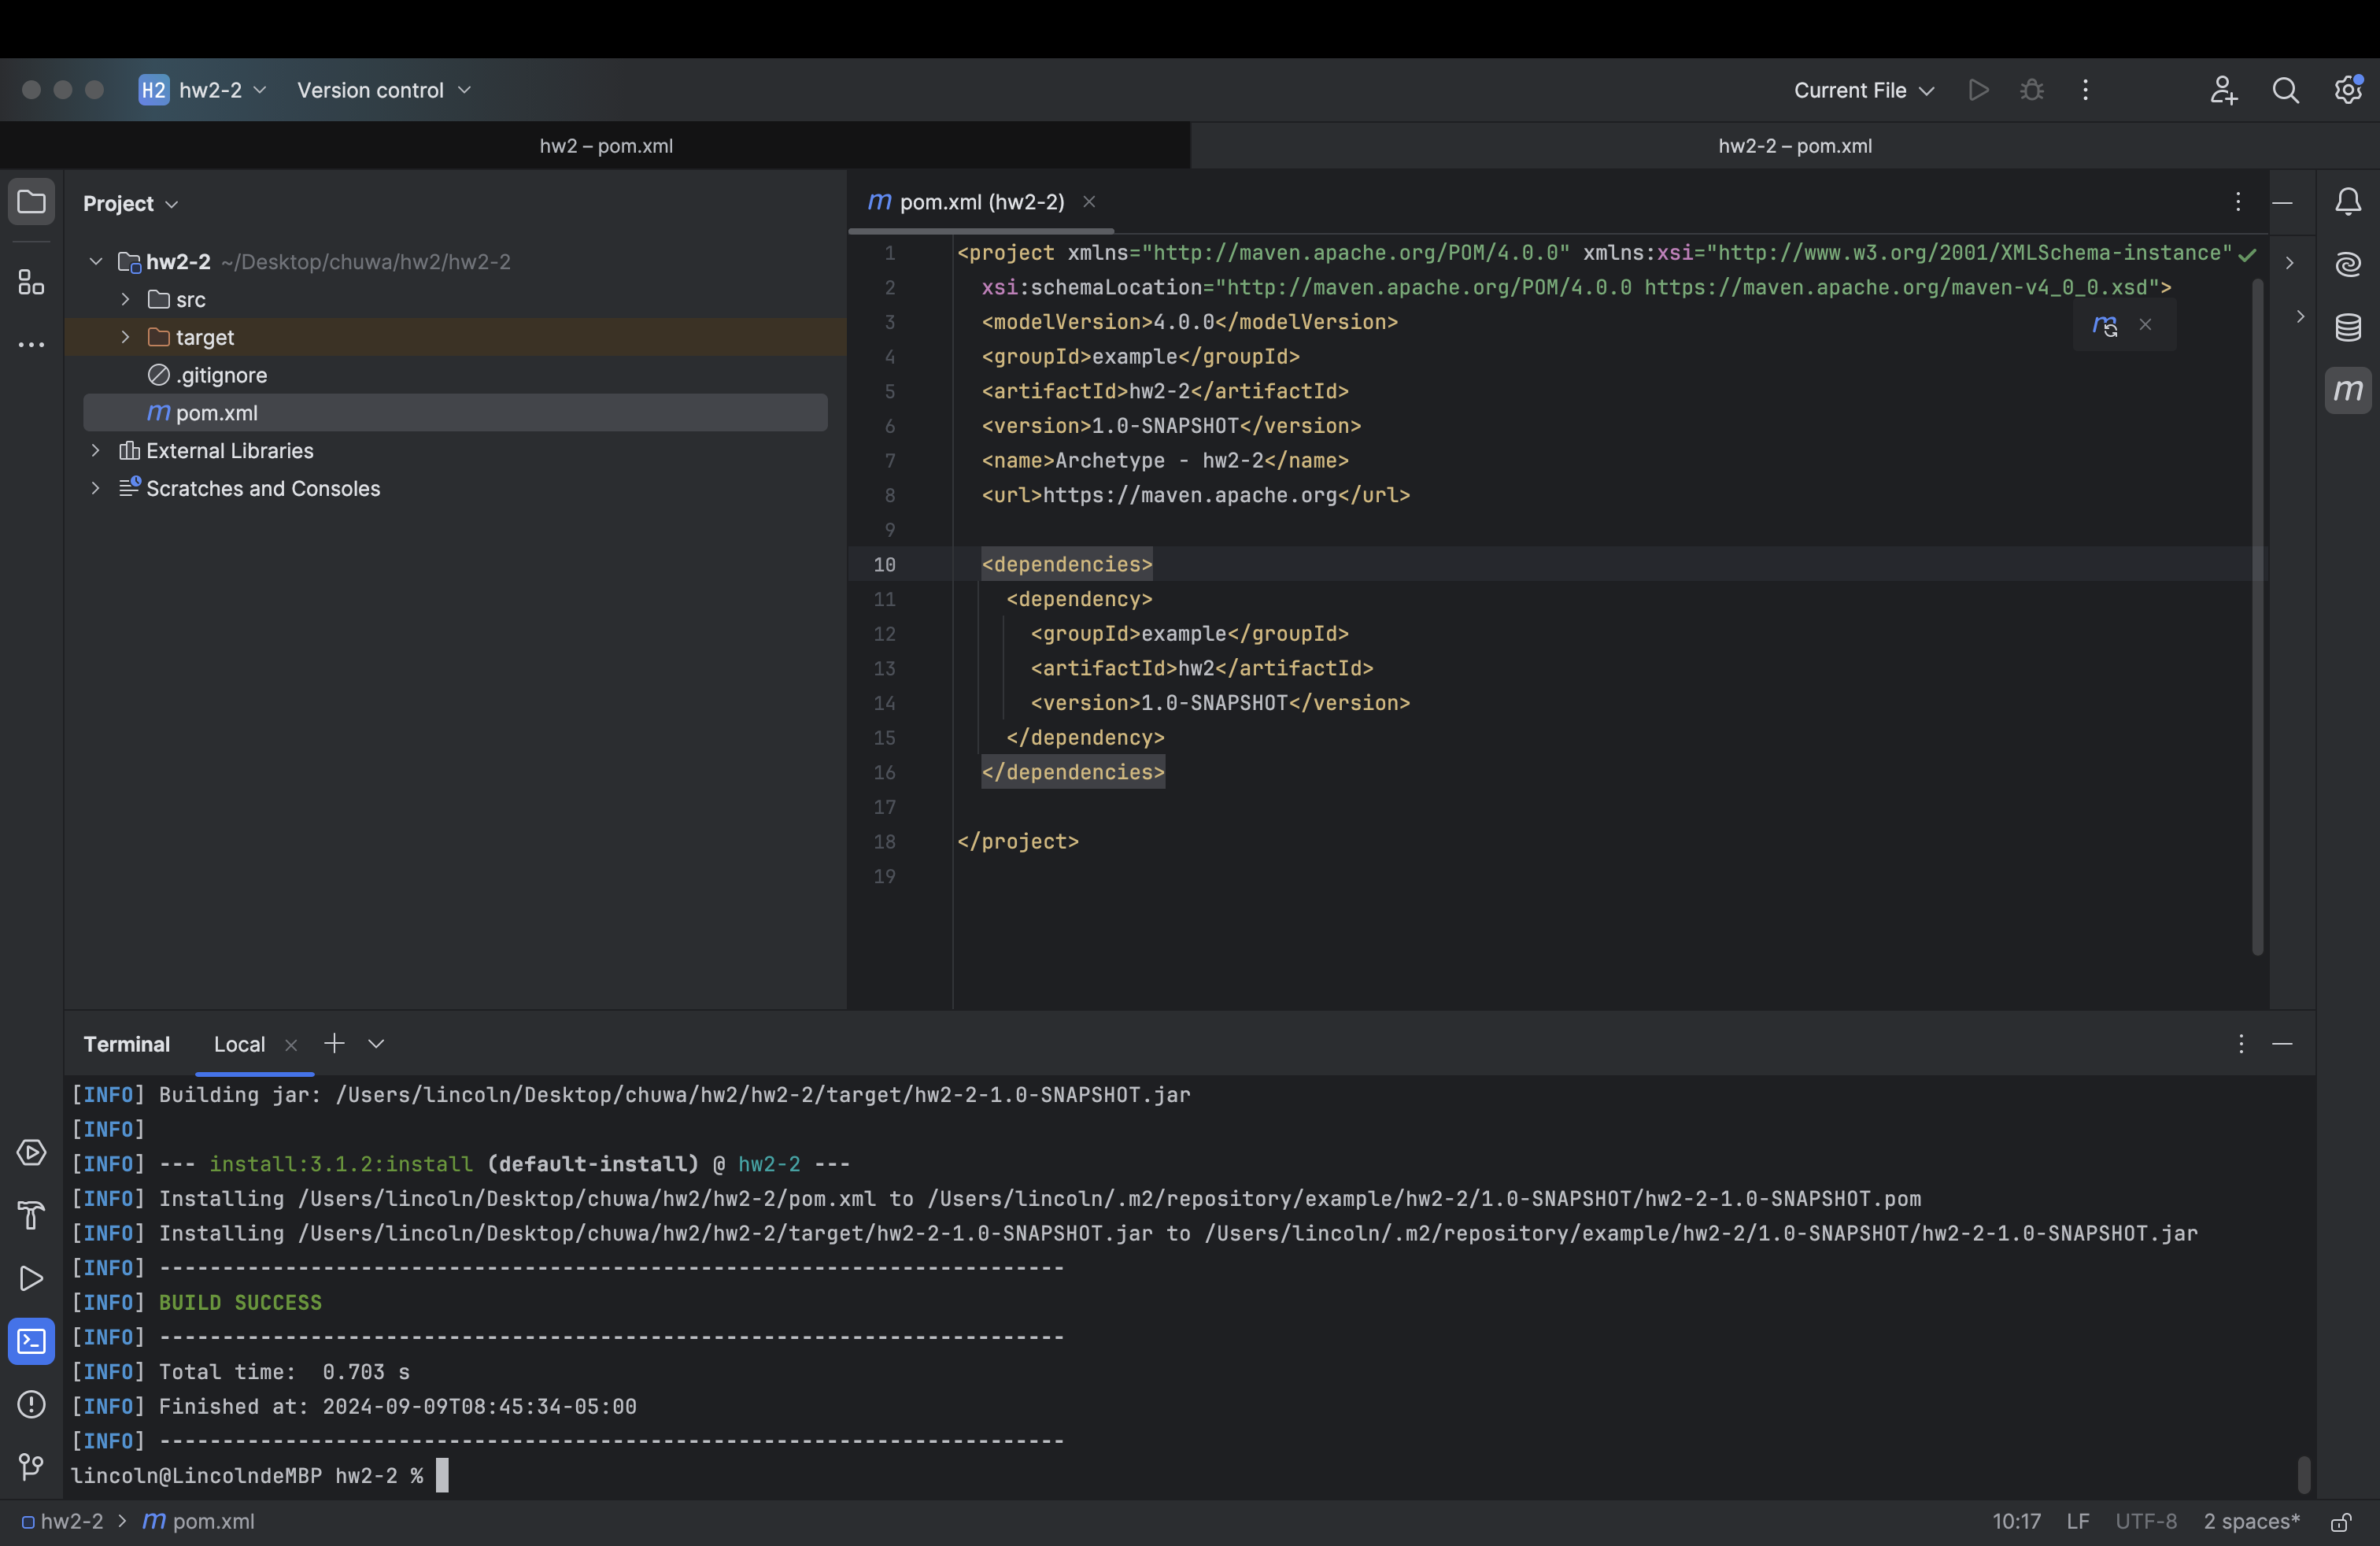 H2 hw2-2 Version control Current File
hw2 – pom.xml hw2-2 – pom.xml
Project
hw2-2 ~/Desktop/chuwa/hw2/hw2-2
src
target
.gitignore
m pom.xml
External Libraries
Scratches and Consoles
m pom.xml (hw2-2)
1 <project xmlns="http://maven.apache.org/POM/4.0.0" xmlns:xsi="http://www.w3.org/2001/XMLSchema-instance"
2 xsi:schemaLocation="http://maven.apache.org/POM/4.0.0 https://maven.apache.org/maven-v4_0_0.xsd">
3 <modelVersion>4.0.0</modelVersion>
4 <groupId>example</groupId>
5 <artifactId>hw2-2</artifactId>
6 <version>1.0-SNAPSHOT</version>
7 <name>Archetype - hw2-2</name>
8 <url>https://maven.apache.org</url>
9
10 <dependencies>
11 <dependency>
12 <groupId>example</groupId>
13 <artifactId>hw2</artifactId>
14 <version>1.0-SNAPSHOT</version>
15 </dependency>
16 </dependencies>
17
18 </project>
19
m
m
Terminal Local
[INFO] Building jar: /Users/lincoln/Desktop/chuwa/hw2/hw2-2/target/hw2-2-1.0-SNAPSHOT.jar
[INFO]
[INFO] --- install:3.1.2:install (default-install) @ hw2-2 ---
[INFO] Installing /Users/lincoln/Desktop/chuwa/hw2/hw2-2/pom.xml to /Users/lincoln/.m2/repository/example/hw2-2/1.0-SNAPSHOT/hw2-2-1.0-SNAPSHOT.pom
[INFO] Installing /Users/lincoln/Desktop/chuwa/hw2/hw2-2/target/hw2-2-1.0-SNAPSHOT.jar to /Users/lincoln/.m2/repository/example/hw2-2/1.0-SNAPSHOT/hw2-2-1.0-SNAPSHOT.jar
[INFO] ------------------------------------------------------------------------
[INFO] BUILD SUCCESS
[INFO] ------------------------------------------------------------------------
[INFO] Total time:  0.703 s
[INFO] Finished at: 2024-09-09T08:45:34-05:00
[INFO] ------------------------------------------------------------------------
lincoln@LincolndeMBP hw2-2 %
hw2-2 > m pom.xml 10:17 LF UTF-8 2 spaces*